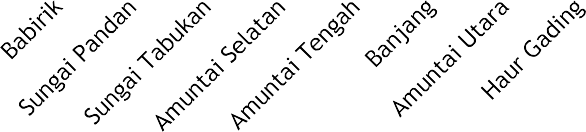 Babirik
Sungai Pandan
Sungai Tabukan
Amuntai Selatan
Amuntai Tengah
Banjang
Amuntai Utara
Haur Gading